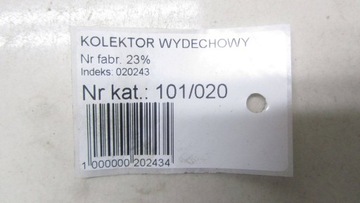 KOLEKTOR WYDECHOWY
Nr fabr. 23%
Indeks: 020243
Nr kat.: 101/020
1 000000 202434